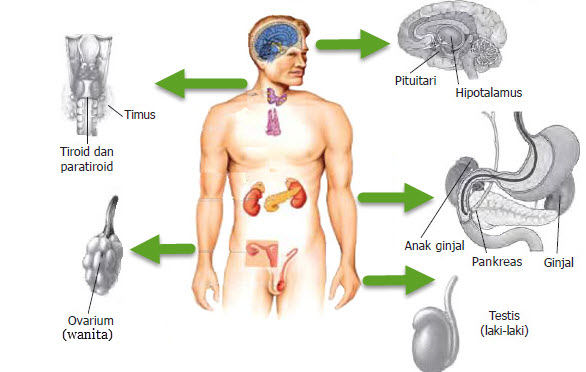 Pituitari
Hipotalamus
Timus
Tiroid dan
paratiroid
Anak ginjal
Pankreas
Ginjal
Ovarium
(wanita)
Testis
(laki-laki)